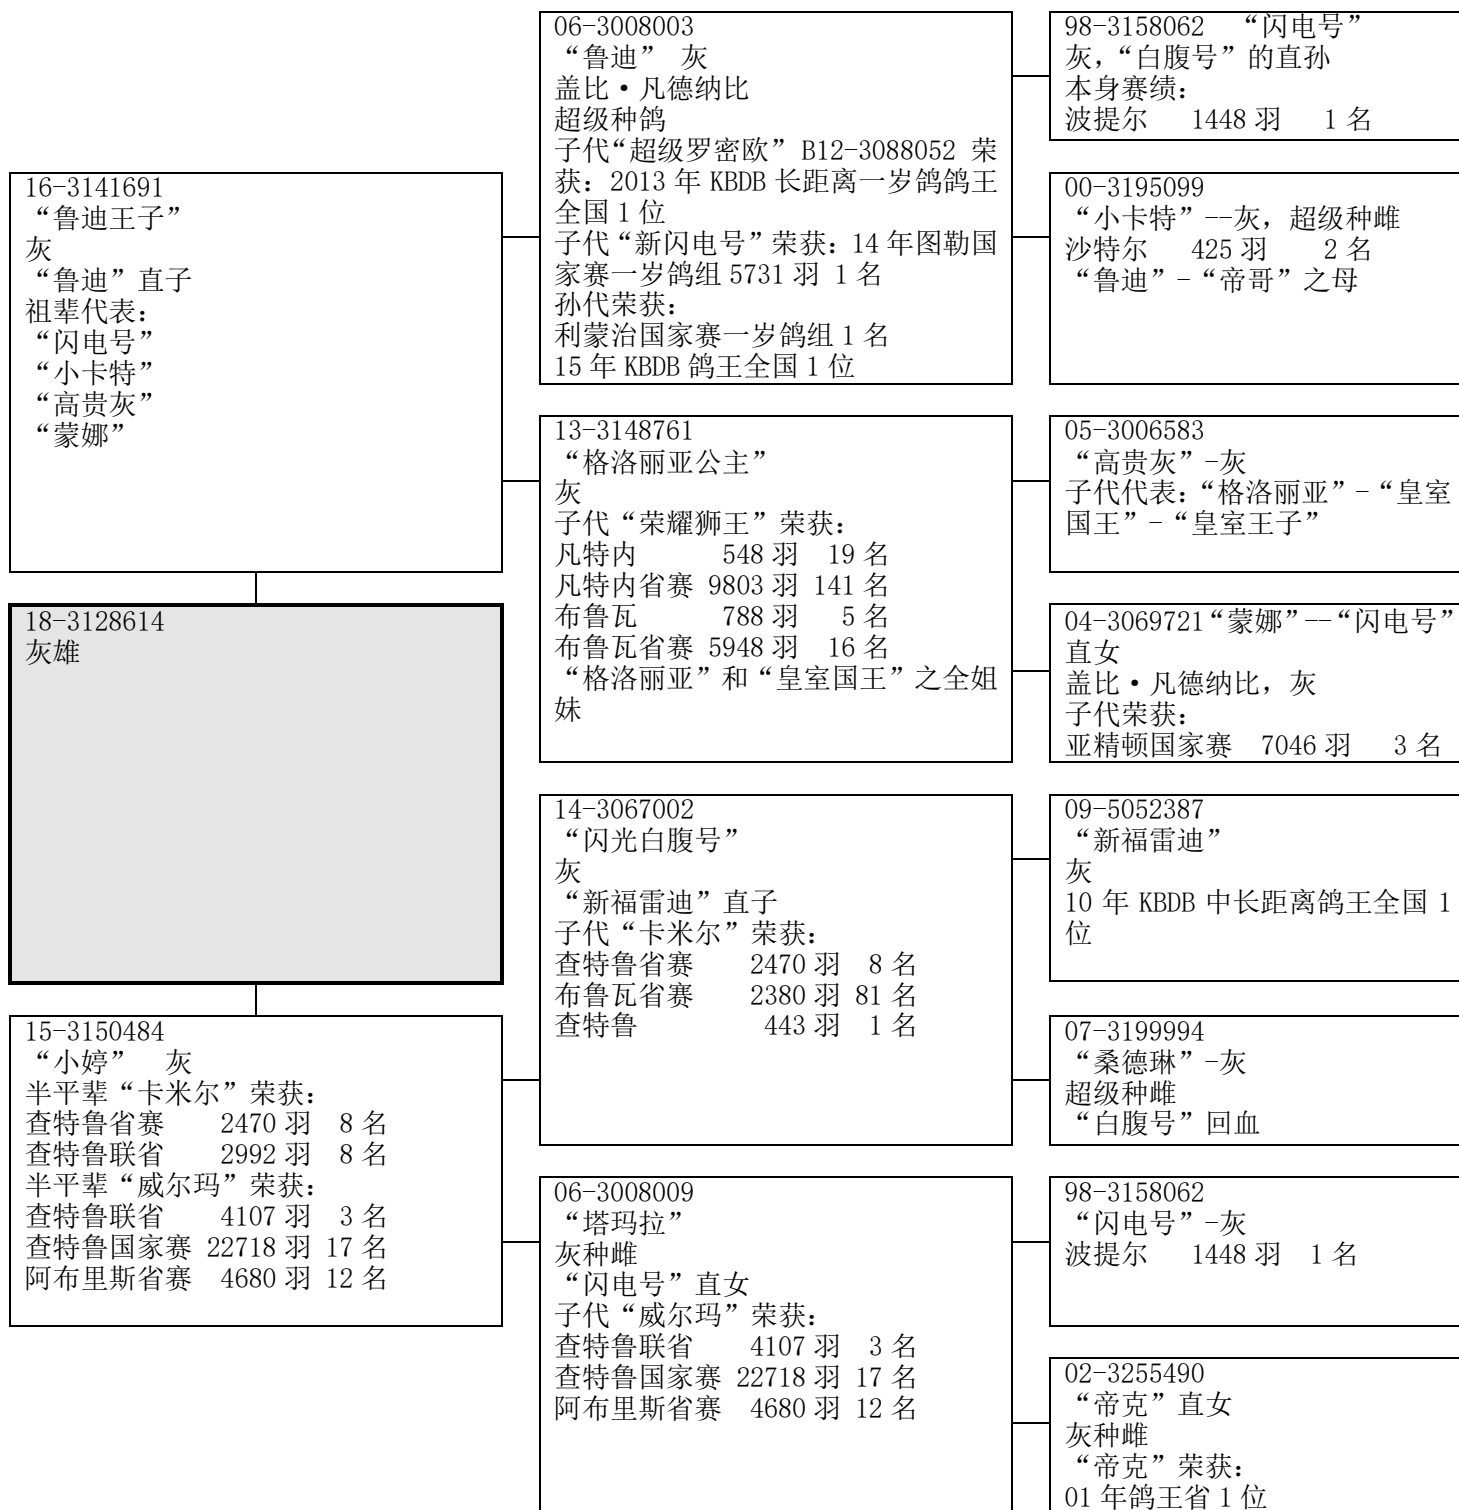 16-3141691
“鲁迪王子”
灰
“鲁迪”直子
祖辈代表：
“闪电号”
“小卡特”
“高贵灰”
“蒙娜”
18-3128614
灰雄
15-3150484
“小婷”　灰
半平辈“卡米尔”荣获：
查特鲁省赛　2470 羽　8 名
查特鲁联省　2992 羽　8 名
半平辈“威尔玛”荣获：
查特鲁联省　4107 羽　3 名
查特鲁国家赛 22718 羽 17 名
阿布里斯省赛　4680 羽 12 名
06-3008003
“鲁迪” 灰
盖比·凡德纳比
超级种鸽
子代“超级罗密欧” B12-3088052 荣
获：2013 年 KBDB 长距离一岁鸽鸽王
全国 1 位
子代“新闪电号”荣获：14 年图勒国
家赛一岁鸽组 5731 羽 1 名
孙代荣获：
利蒙治国家赛一岁鸽组 1 名
15 年 KBDB 鸽王全国 1 位
13-3148761
“格洛丽亚公主”
灰
子代“荣耀狮王”荣获：
凡特内　548 羽　19 名
凡特内省赛 9803 羽 141 名
布鲁瓦　788 羽　5 名
布鲁瓦省赛 5948 羽　16 名
“格洛丽亚”和“皇室国王”之全姐
妹
14-3067002
“闪光白腹号”
灰
“新福雷迪”直子
子代“卡米尔”荣获：
查特鲁省赛　2470 羽　8 名
布鲁瓦省赛　2380 羽 81 名
查特鲁　443 羽　1 名
06-3008009
“塔玛拉”
灰种雌
“闪电号”直女
子代“威尔玛”荣获：
查特鲁联省　4107 羽　3 名
查特鲁国家赛 22718 羽 17 名
阿布里斯省赛　4680 羽 12 名
98-3158062　“闪电号”
灰，“白腹号”的直孙
本身赛绩：
波提尔　1448 羽　1 名
00-3195099
“小卡特”--灰，超级种雌
沙特尔　425 羽　2 名
“鲁迪”-“帝哥”之母
05-3006583
“高贵灰”-灰
子代代表：“格洛丽亚”-“皇室
国王”-“皇室王子”
04-3069721“蒙娜”--“闪电号”
直女
盖比·凡德纳比，灰
子代荣获：
亚精顿国家赛　7046 羽　3 名
09-5052387
“新福雷迪”
灰
10 年 KBDB 中长距离鸽王全国 1
位
07-3199994
“桑德琳”-灰
超级种雌
“白腹号”回血
98-3158062
“闪电号”-灰
波提尔　1448 羽　1 名
02-3255490
“帝克”直女
灰种雌
“帝克”荣获：
01 年鸽王省 1 位